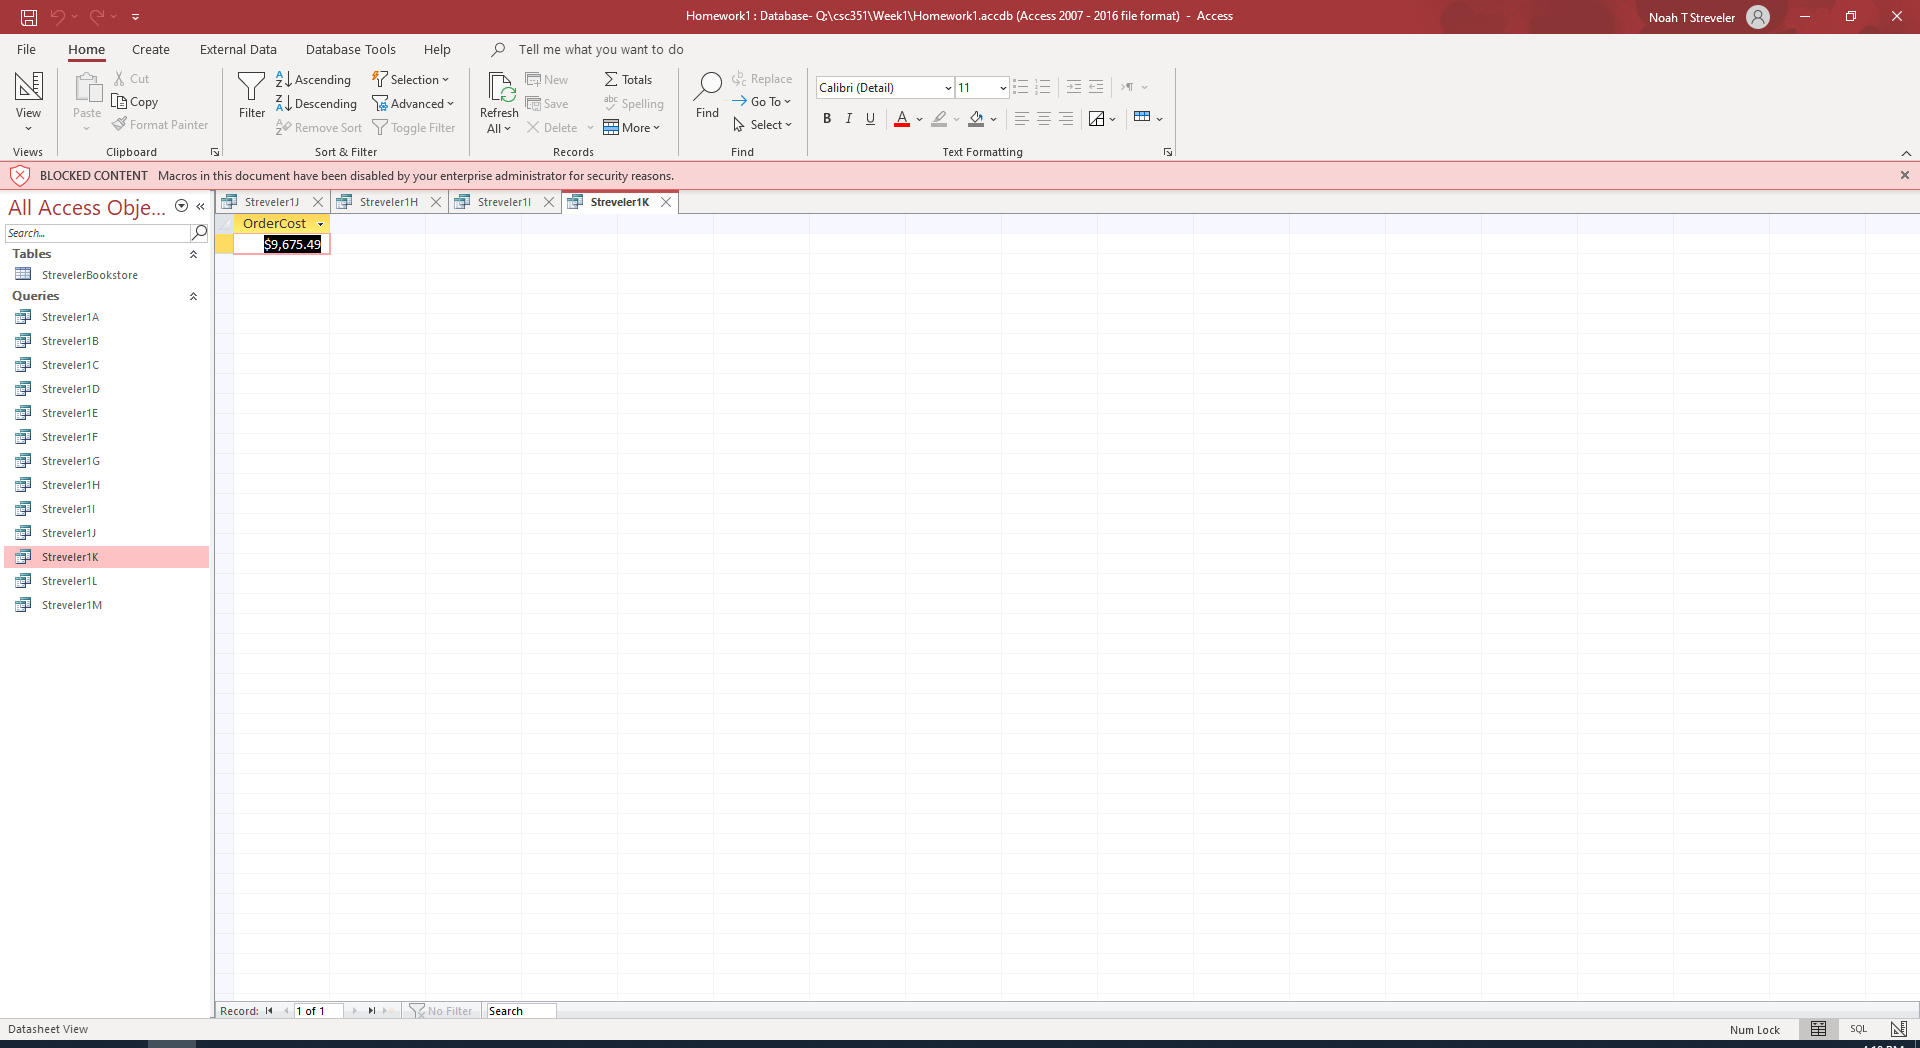 Homework1 : Database- Q:\csc351\Week1\Homework1.accdb (Access 2007 - 2016 file format) - Access
Noah T Streveler
File Home Create External Data Database Tools Help Tell me what you want to do
View
Views
Paste
Cut
Copy
Format Painter
Clipboard
Filter
Ascending
Descending
Remove Sort
Selection
Advanced
Toggle Filter
Sort & Filter
Refresh
All
New
Save
Delete
Totals
Spelling
More
Records
Find
Replace
Go To
Select
Find
Calibri (Detail) 11
B I U
Text Formatting
BLOCKED CONTENT Macros in this document have been disabled by your enterprise administrator for security reasons.
All Access Obje...
Search...
Tables
StrevelerBookstore
Queries
Streveler1A
Streveler1B
Streveler1C
Streveler1D
Streveler1E
Streveler1F
Streveler1G
Streveler1H
Streveler1I
Streveler1J
Streveler1K
Streveler1L
Streveler1M
Streveler1J Streveler1H Streveler1I Streveler1K
OrderCost
$9,675.49
Record: 1 of 1 No Filter Search
Datasheet View
Num Lock
SQL